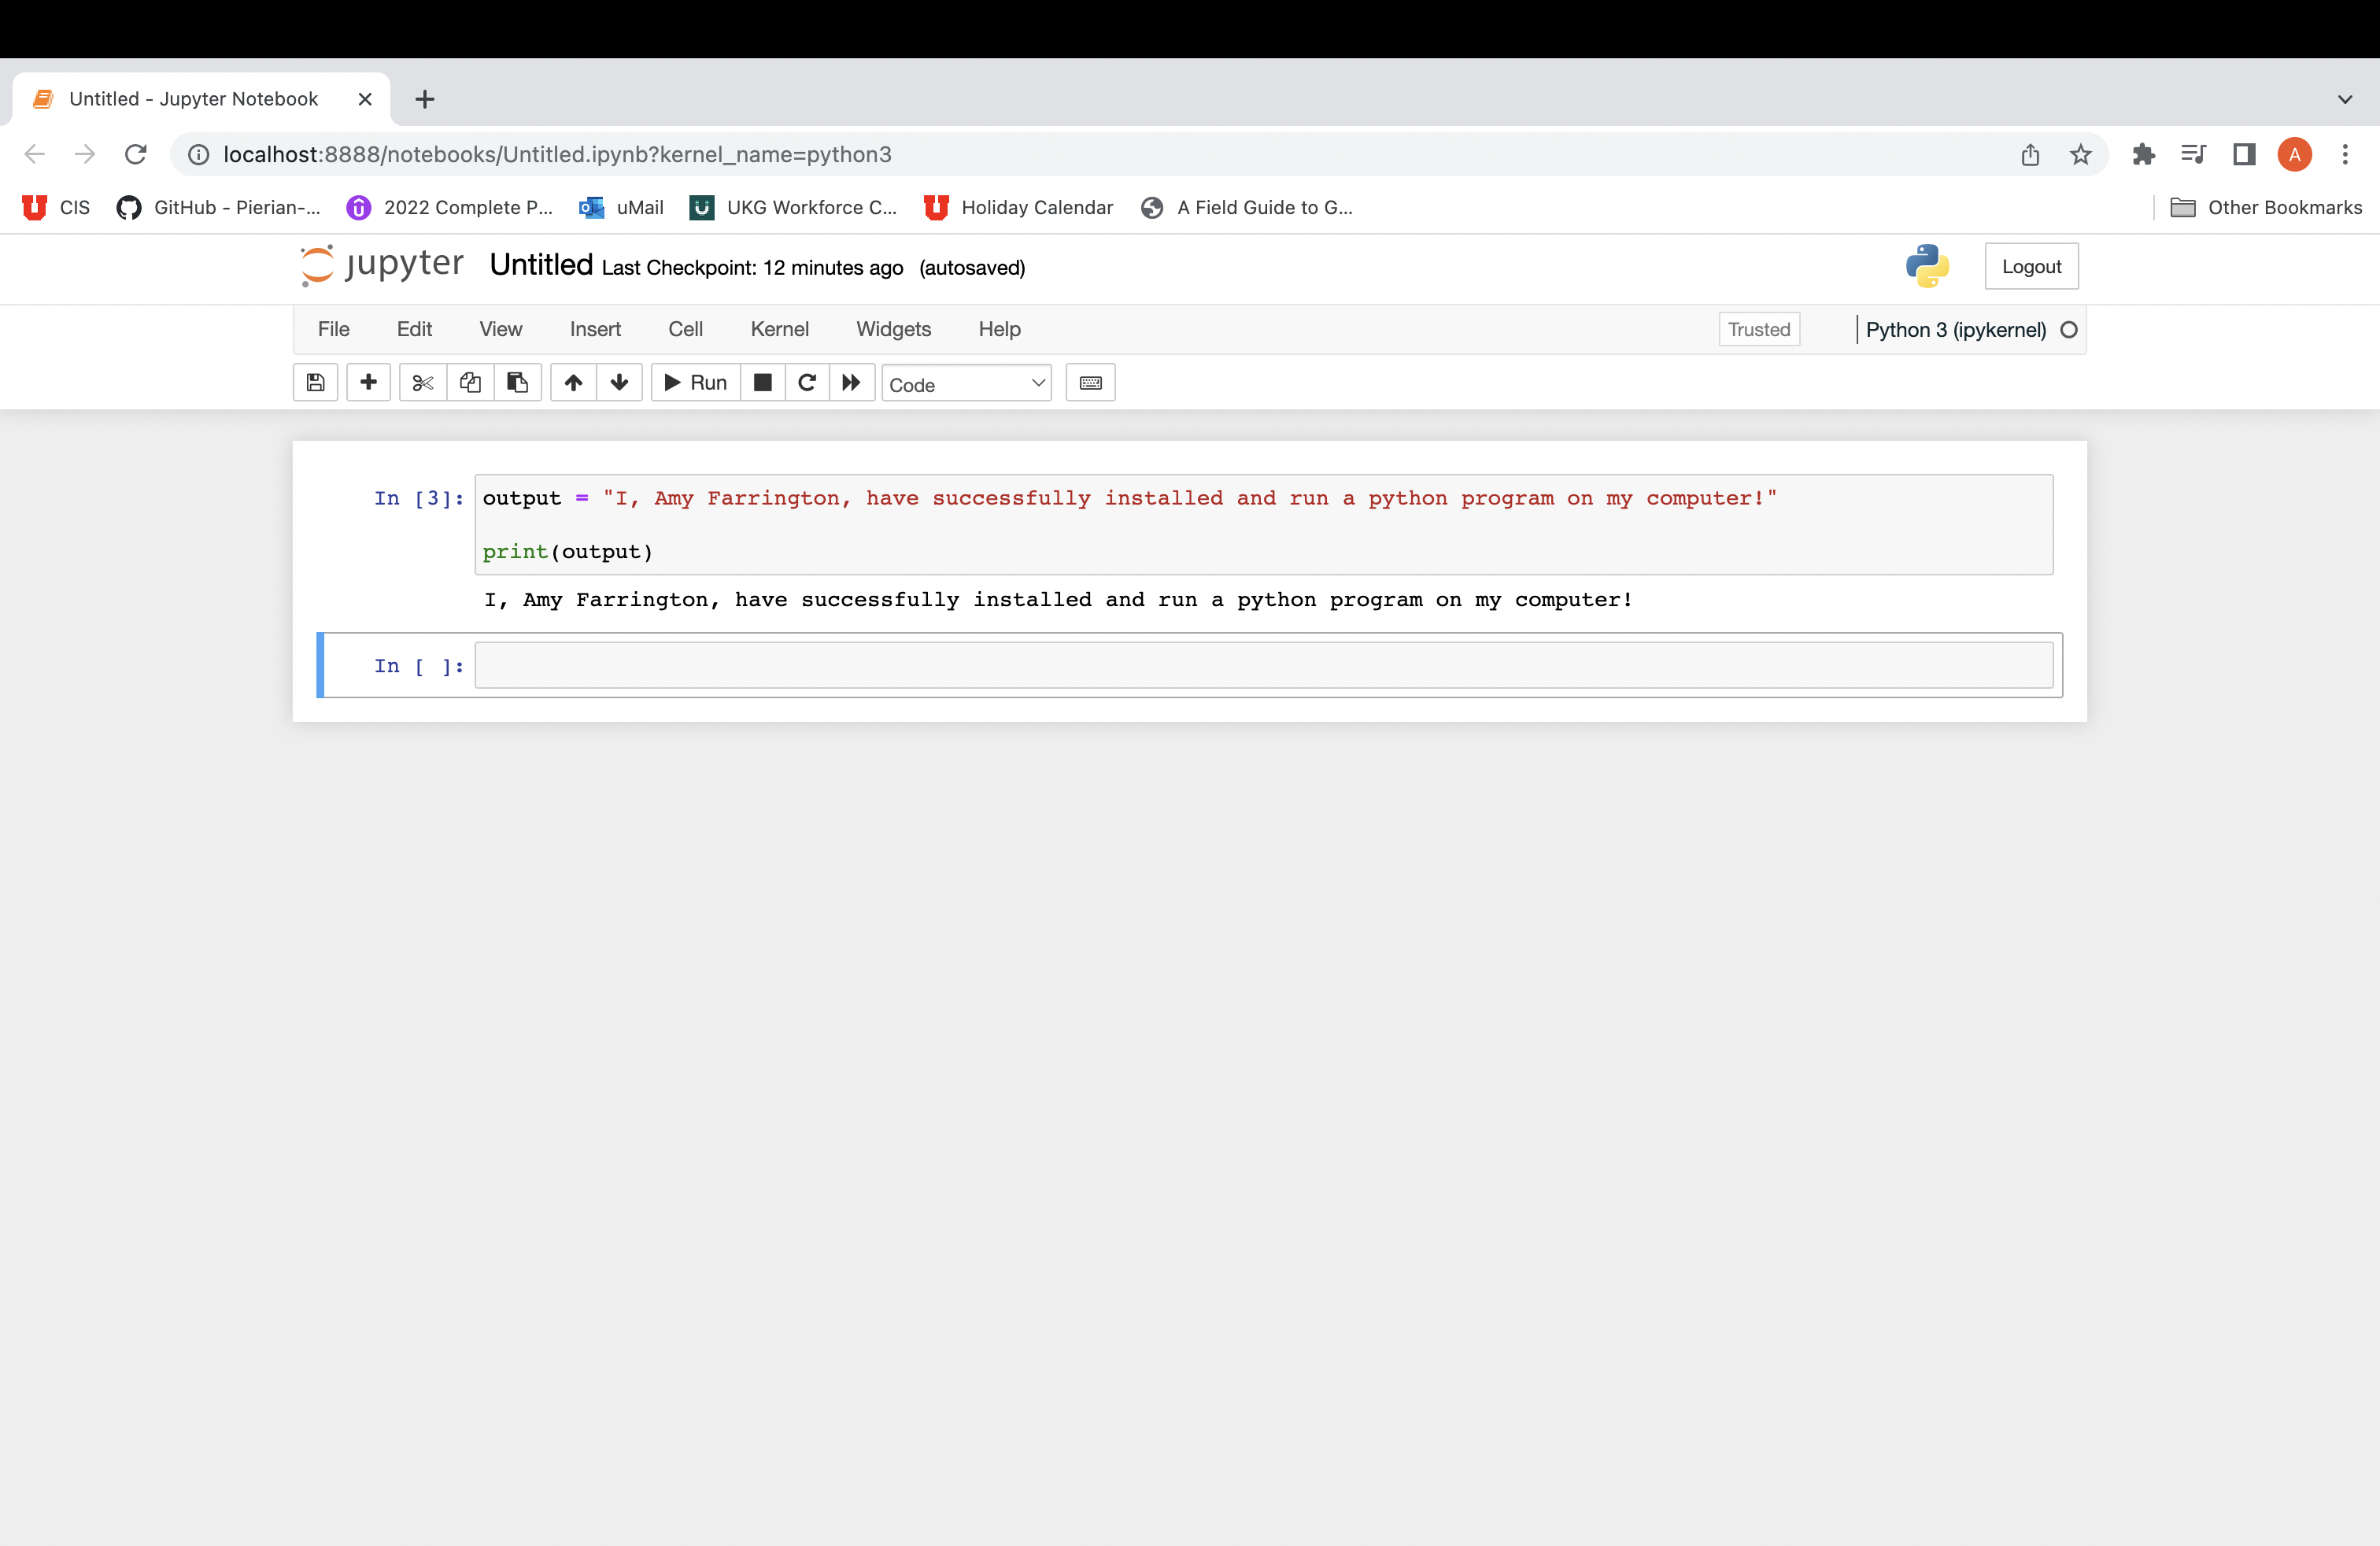 Untitled - Jupyter Notebook
localhost:8888/notebooks/Untitled.ipynb?kernel_name=python3
A
CIS GitHub - Pierian-... 2022 Complete P... uMail UKG Workforce C... Holiday Calendar A Field Guide to G... Other Bookmarks
jupyter Untitled Last Checkpoint: 12 minutes ago (autosaved) Logout
File Edit View Insert Cell Kernel Widgets Help Trusted Python 3 (ipykernel)
Run Code
In [3]: output = "I, Amy Farrington, have successfully installed and run a python program on my computer!"
print(output)
I, Amy Farrington, have successfully installed and run a python program on my computer!
In [ ]: